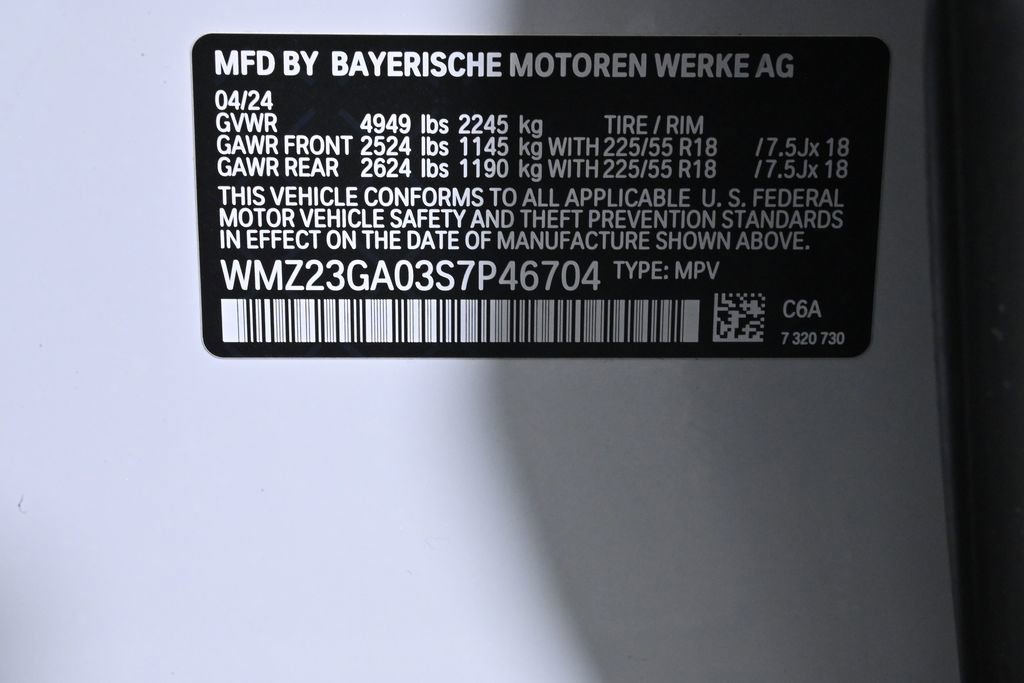 MFD BY BAYERISCHE MOTOREN WERKE AG
04/24
GVWR 4949 lbs 2245 kg TIRE / RIM
GAWR FRONT 2524 lbs 1145 kg WITH 225/55 R18 /7.5Jx 18
GAWR REAR 2624 lbs 1190 kg WITH 225/55 R18 /7.5Jx 18
THIS VEHICLE CONFORMS TO ALL APPLICABLE U. S. FEDERAL
MOTOR VEHICLE SAFETY AND THEFT PREVENTION STANDARDS
IN EFFECT ON THE DATE OF MANUFACTURE SHOWN ABOVE.
WMZ23GA03S7P46704 TYPE: MPV
C6A
7 320 730